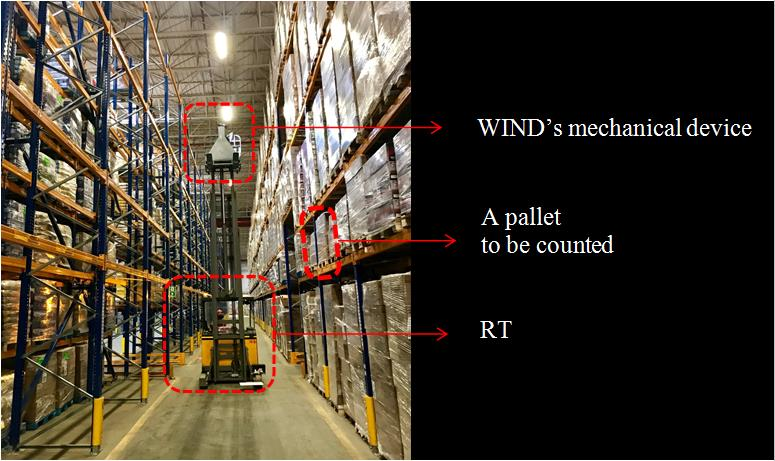 WIND’s mechanical device
A pallet
to be counted
RT